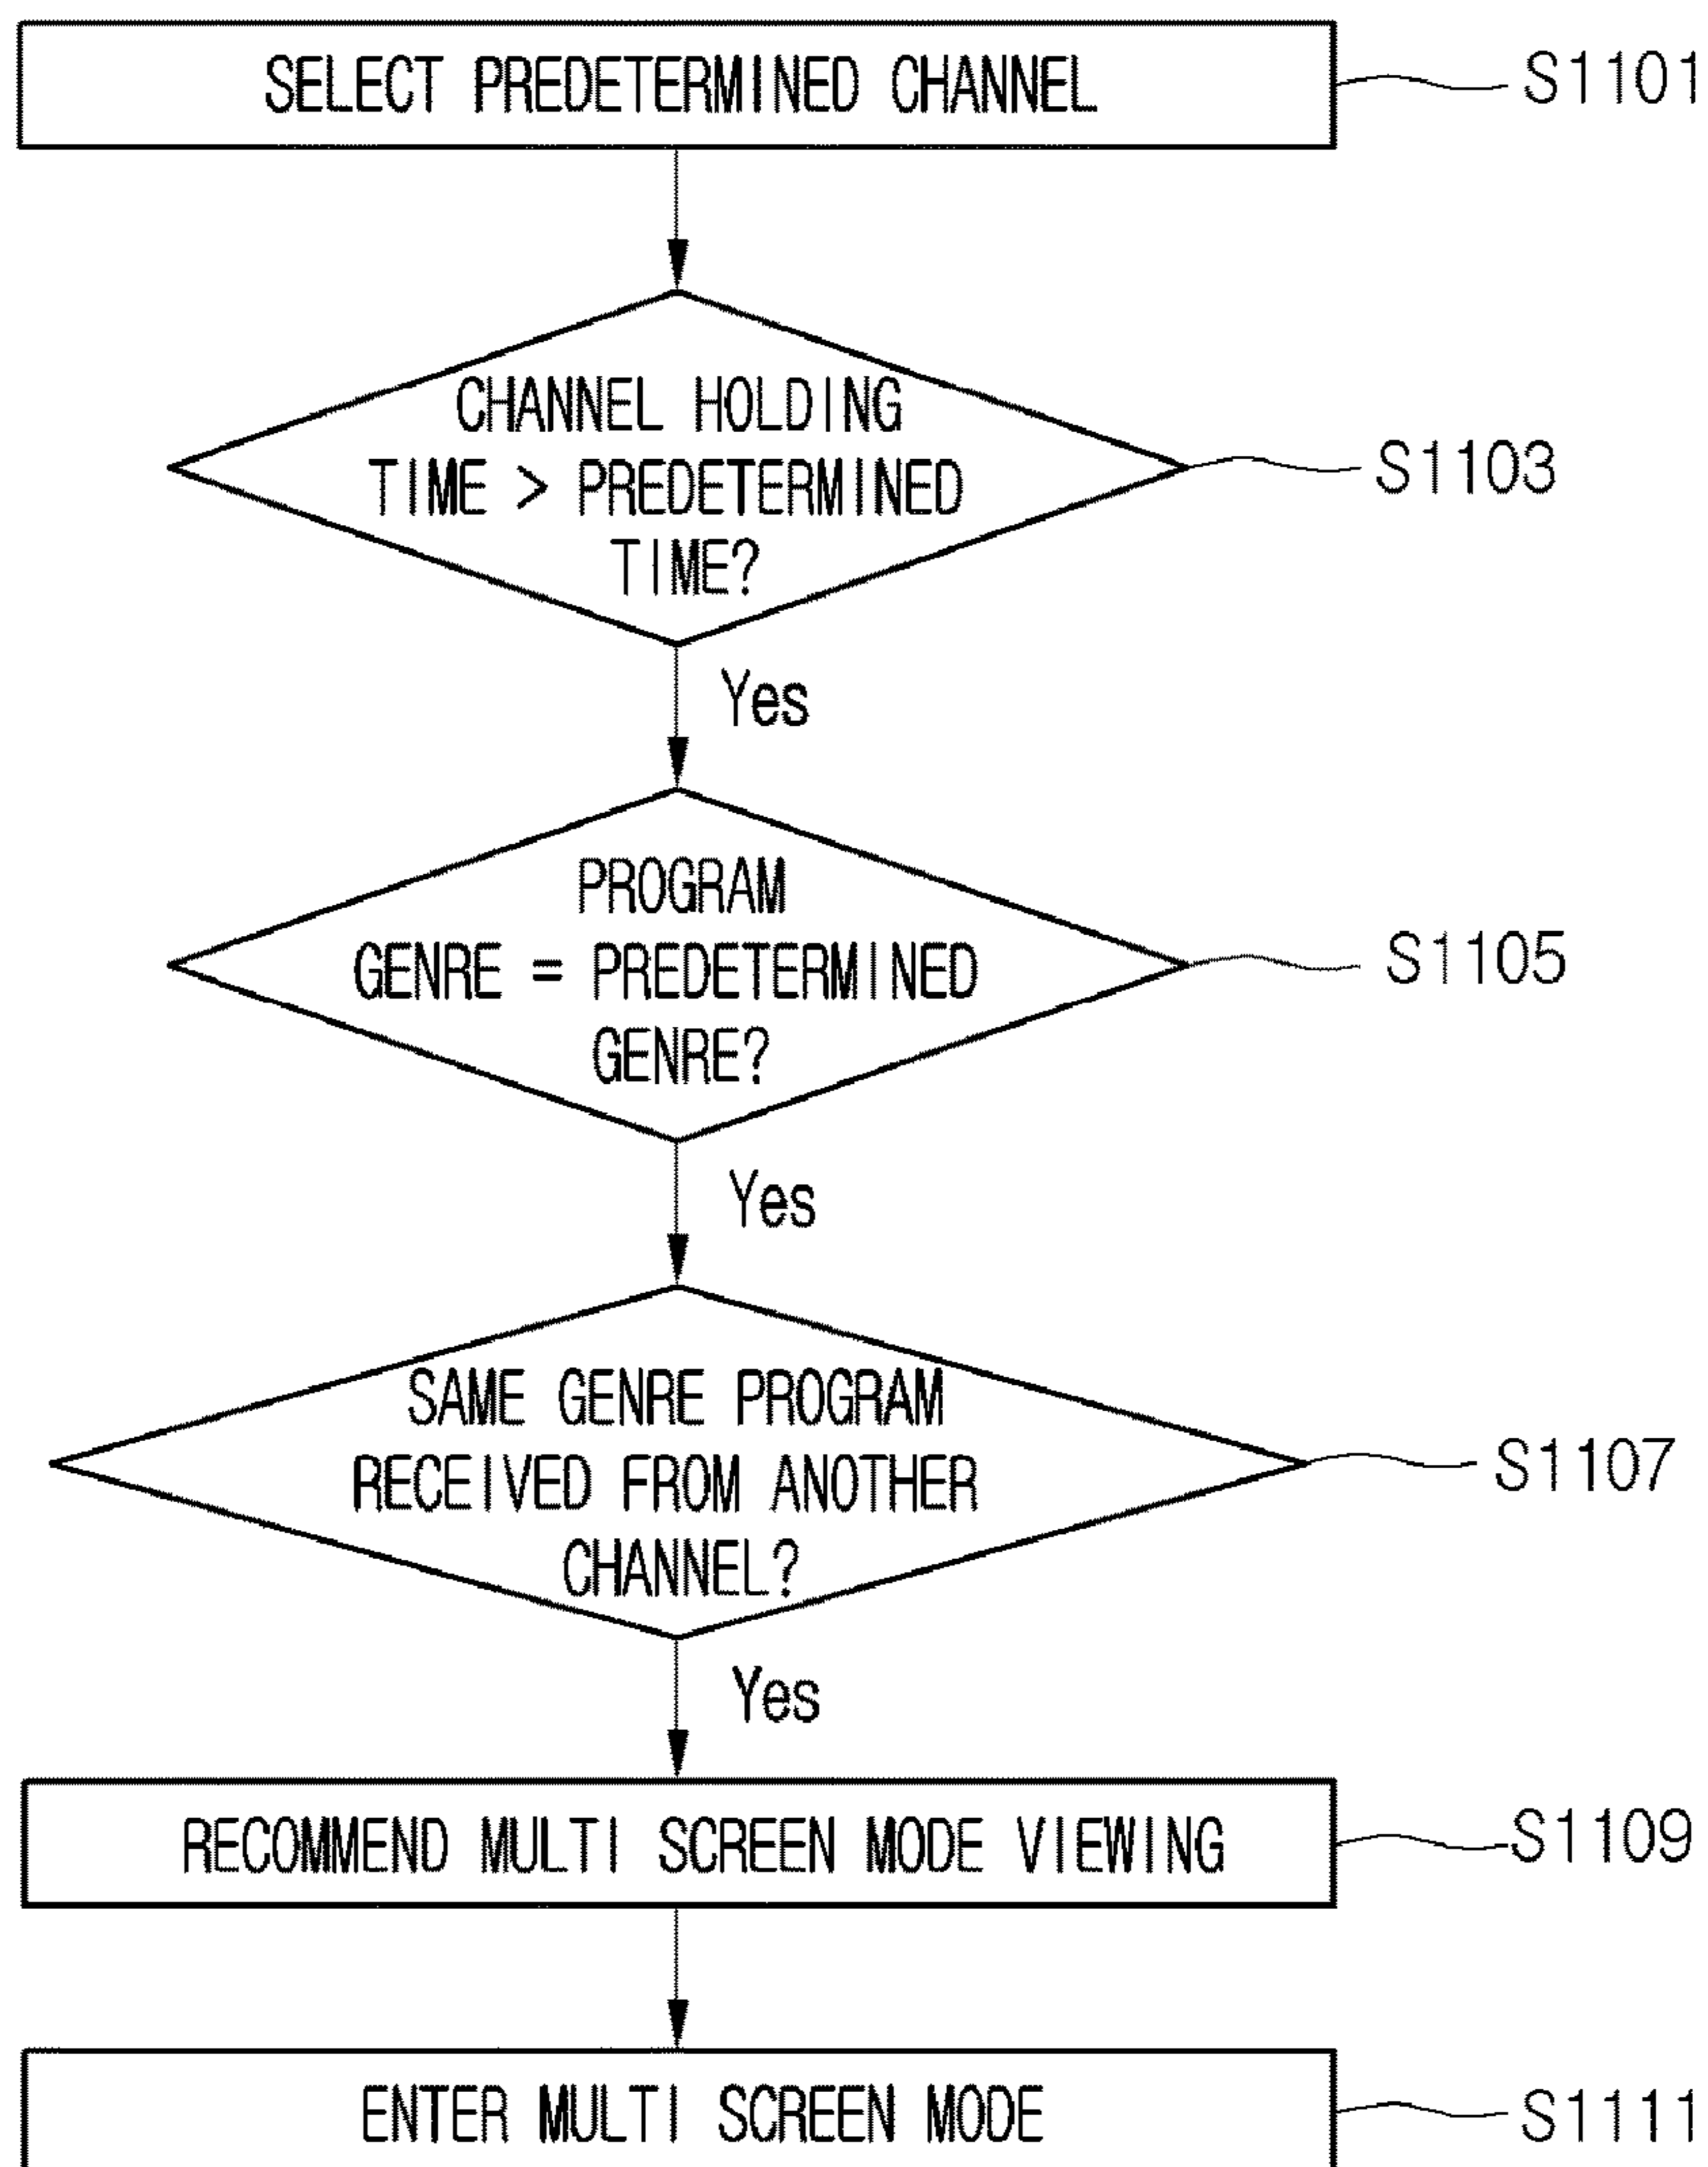 SELECT PREDETERMINED CHANNEL
S1101
CHANNEL HOLDING
TIME > PREDETERMINED
TIME?
S1103
Yes
PROGRAM
GENRE = PREDETERMINED
GENRE?
S1105
Yes
SAME GENRE PROGRAM
RECEIVED FROM ANOTHER
CHANNEL?
S1107
Yes
RECOMMEND MULTI SCREEN MODE VIEWING
S1109
ENTER MULTI SCREEN MODE
S1111